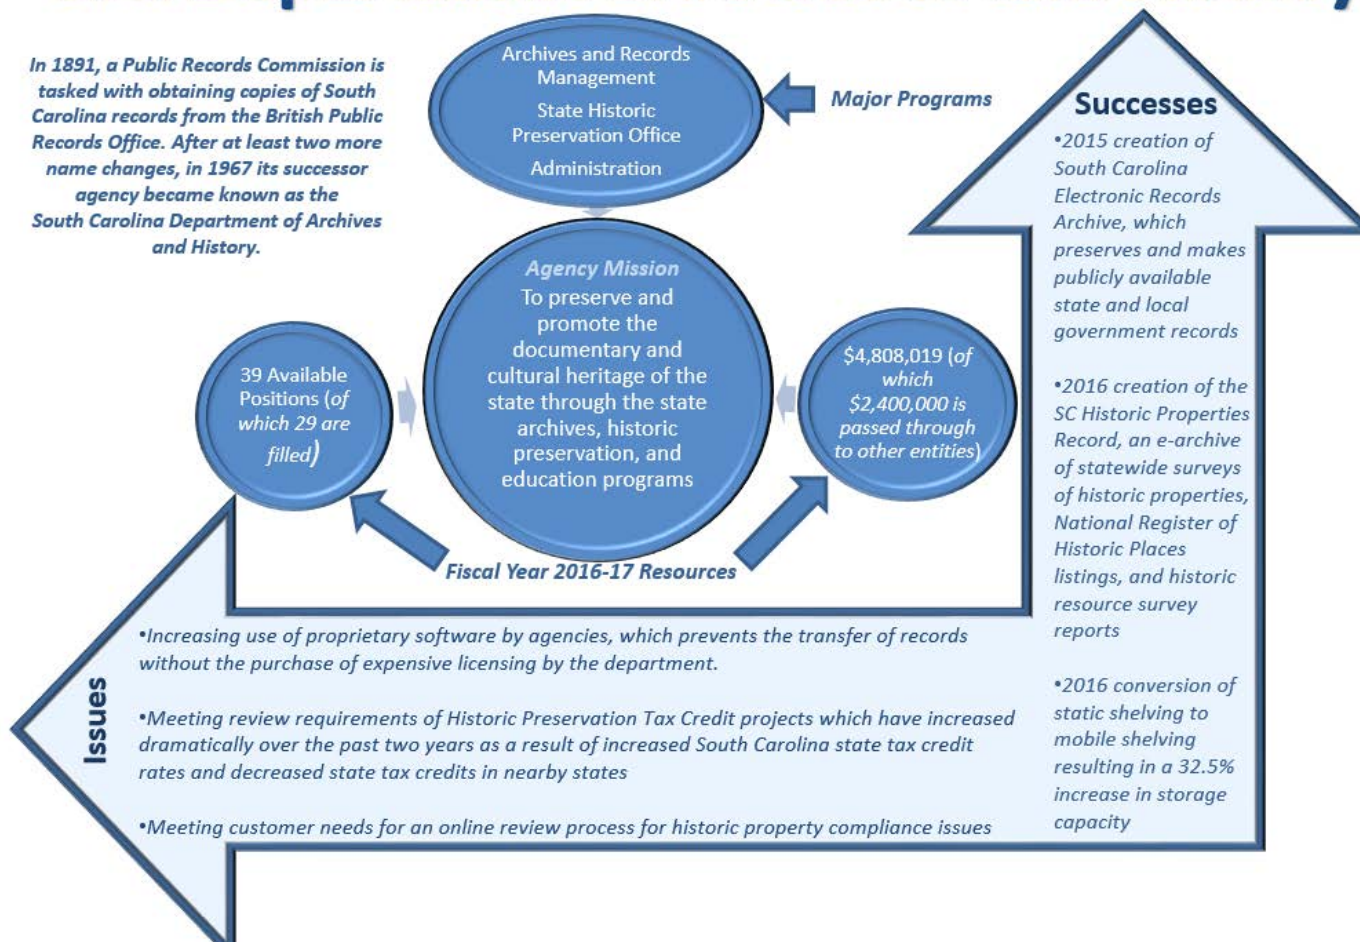 In 1891, a Public Records Commission is
tasked with obtaining copies of South
Carolina records from the British Public
Records Office. After at least two more
name changes, in 1967 its successor
agency became known as the
South Carolina Department of Archives
and History.
Archives and Records
Management
State Historic
Preservation Office
Administration
Major Programs
Agency Mission
To preserve and
promote the
documentary and
cultural heritage of the
state through the state
archives, historic
preservation, and
education programs
39 Available
Positions (of
which 29 are
filled)
$4,808,019 (of
which
$2,400,000 is
passed through
to other entities)
Fiscal Year 2016-17 Resources
Successes
•2015 creation of
South Carolina
Electronic Records
Archive, which
preserves and makes
publicly available
state and local
government records
•2016 creation of the
SC Historic Properties
Record, an e-archive
of statewide surveys
of historic properties,
National Register of
Historic Places
listings, and historic
resource survey
reports
•2016 conversion of
static shelving to
mobile shelving
resulting in a 32.5%
increase in storage
capacity
Issues
•Increasing use of proprietary software by agencies, which prevents the transfer of records
without the purchase of expensive licensing by the department.
•Meeting review requirements of Historic Preservation Tax Credit projects which have increased
dramatically over the past two years as a result of increased South Carolina state tax credit
rates and decreased state tax credits in nearby states
•Meeting customer needs for an online review process for historic property compliance issues